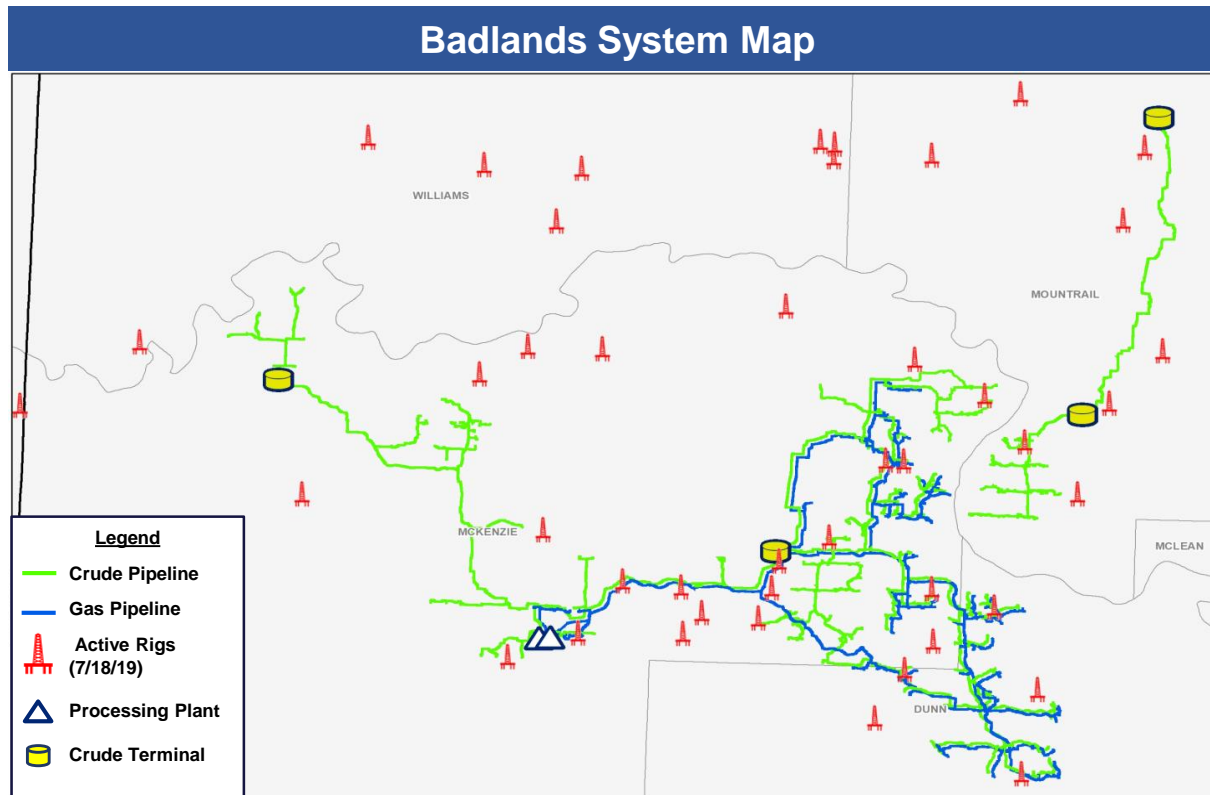 Badlands System Map
WILLIAMS
MOUNTRAIL
MCKENZIE
MCLEAN
DUNN
Legend
Crude Pipeline
Gas Pipeline
Active Rigs
(7/18/19)
Processing Plant
Crude Terminal